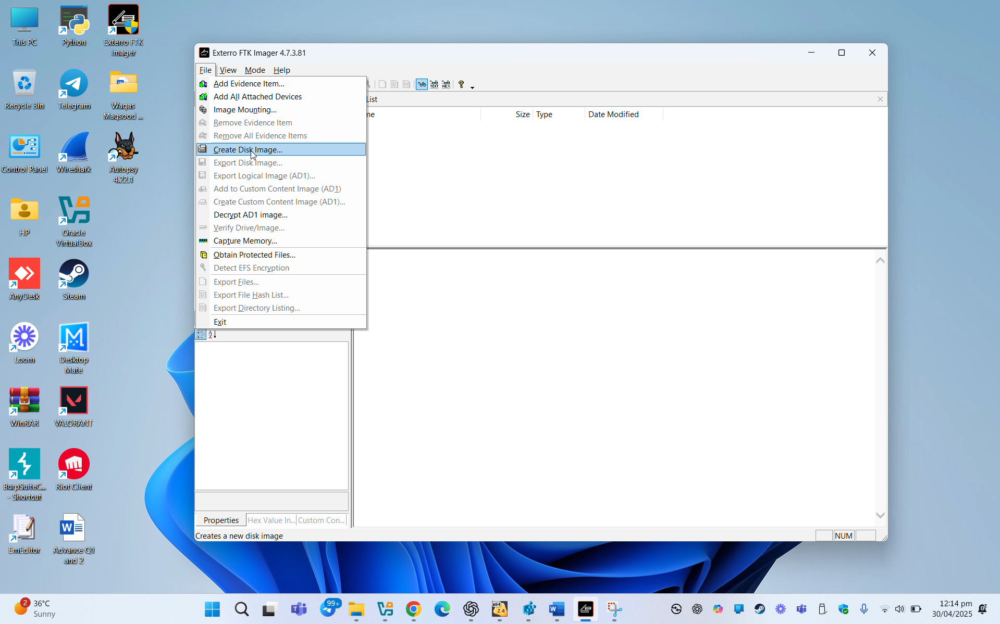 This PC
Python
Exterro FTK
Imager
Recycle Bin
Telegram
Waqas
Maqsood ...
Control Panel
Wireshark
Autopsy
4.22.1
HP
Oracle
VirtualBox
AnyDesk
Steam
Loom
Desktop
Mate
WinRAR
VALORANT
BurpSuiteC...
- Shortcut
Riot Client
EmEditor
Advance Q1
and 2
Exterro FTK Imager 4.7.3.81
File View Mode Help
Add Evidence Item...
Add All Attached Devices
Image Mounting...
Remove Evidence Item
Remove All Evidence Items
Create Disk Image...
Export Disk Image...
Export Logical Image (AD1)...
Add to Custom Content Image (AD1)
Create Custom Content Image (AD1)...
Decrypt AD1 image...
Verify Drive/Image...
Capture Memory...
Obtain Protected Files...
Detect EFS Encryption
Export Files...
Export File Hash List...
Export Directory Listing...
Exit
TEXT HEX
List
me Size Type Date Modified
Properties Hex Value In... Custom Con...
Creates a new disk image
NUM
2
36°C
Sunny
99+
x64
2.4
12:14 pm
30/04/2025